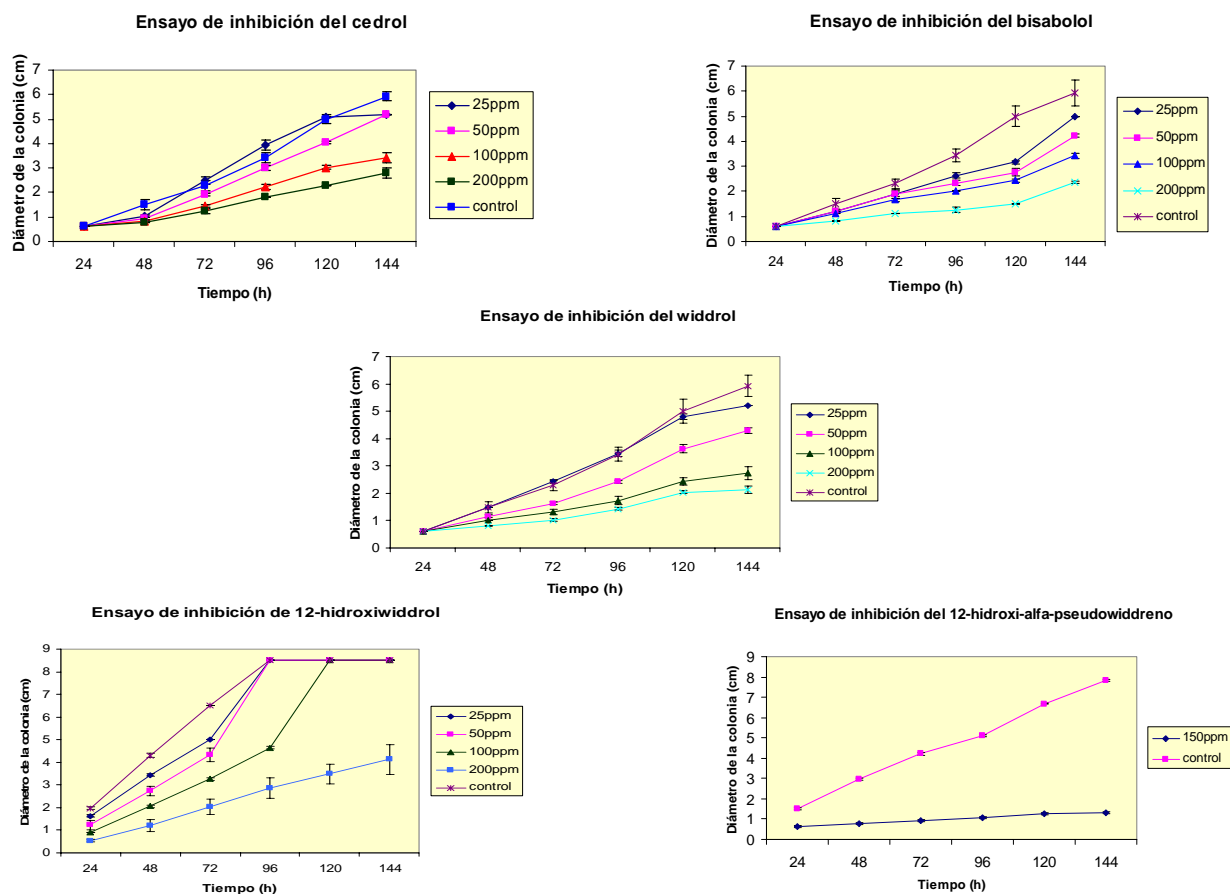 Ensayo de inhibición del cedrol
Diámetro de la colonia (cm)
7
6
5
4
3
2
1
0
24 48 72 96 120 144
Tiempo (h)
25ppm
50ppm
100ppm
200ppm
control
Ensayo de inhibición del bisabolol
Diámetro de la colonia (cm)
7
6
5
4
3
2
1
0
24 48 72 96 120 144
Tiempo (h)
25ppm
50ppm
100ppm
200ppm
control
Ensayo de inhibición del widdrol
Diámetro de la colonia (cm)
7
6
5
4
3
2
1
0
24 48 72 96 120 144
Tiempo (h)
25ppm
50ppm
100ppm
200ppm
control
Ensayo de inhibición de 12-hidroxiwiddrol
Diámetro de la colonia (cm)
9
8
7
6
5
4
3
2
1
0
24 48 72 96 120 144
Tiempo (h)
25ppm
50ppm
100ppm
200ppm
control
Ensayo de inhibición del 12-hidroxi-alfa-pseudowiddreno
Diámetro de la colonia (cm)
9
8
7
6
5
4
3
2
1
0
24 48 72 96 120 144
Tiempo (h)
150ppm
control